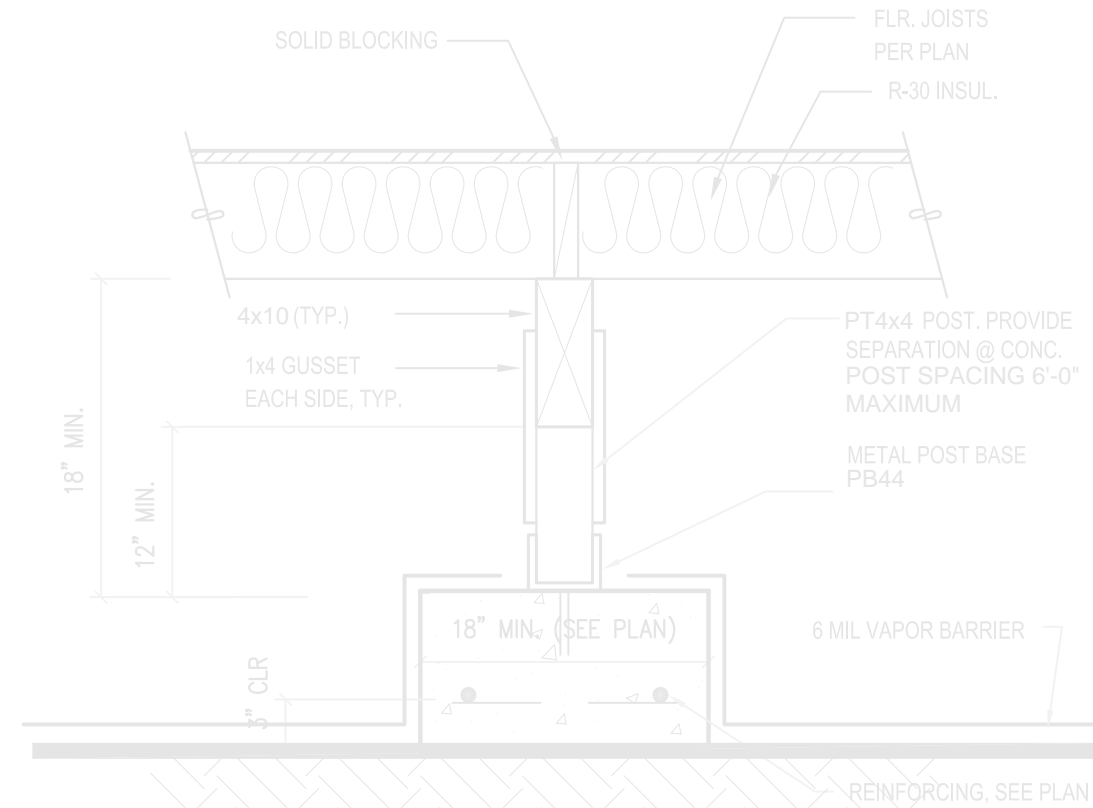 FLR. JOISTS
PER PLAN
SOLID BLOCKING
R-30 INSUL.
4x10 (TYP.)
1x4 GUSSET
EACH SIDE, TYP.
PT4x4 POST. PROVIDE
SEPARATION @ CONC.
POST SPACING 6'-0"
MAXIMUM
METAL POST BASE
PB44
18" MIN.
12" MIN.
18" MIN. (SEE PLAN)
6 MIL VAPOR BARRIER
3" CLR
REINFORCING, SEE PLAN